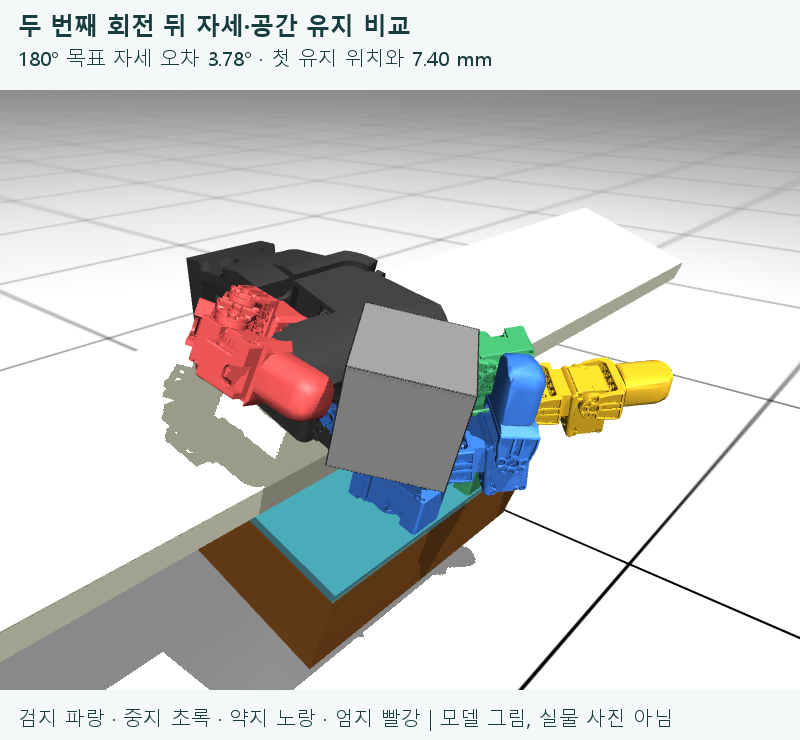 두 번째 회전 뒤 자세·공간 유지 비교
180° 목표 자세 오차 3.78° · 첫 유지 위치와 7.40 mm
검지 파랑 · 중지 초록 · 약지 노랑 · 엄지 빨강 | 모델 그림, 실물 사진 아님